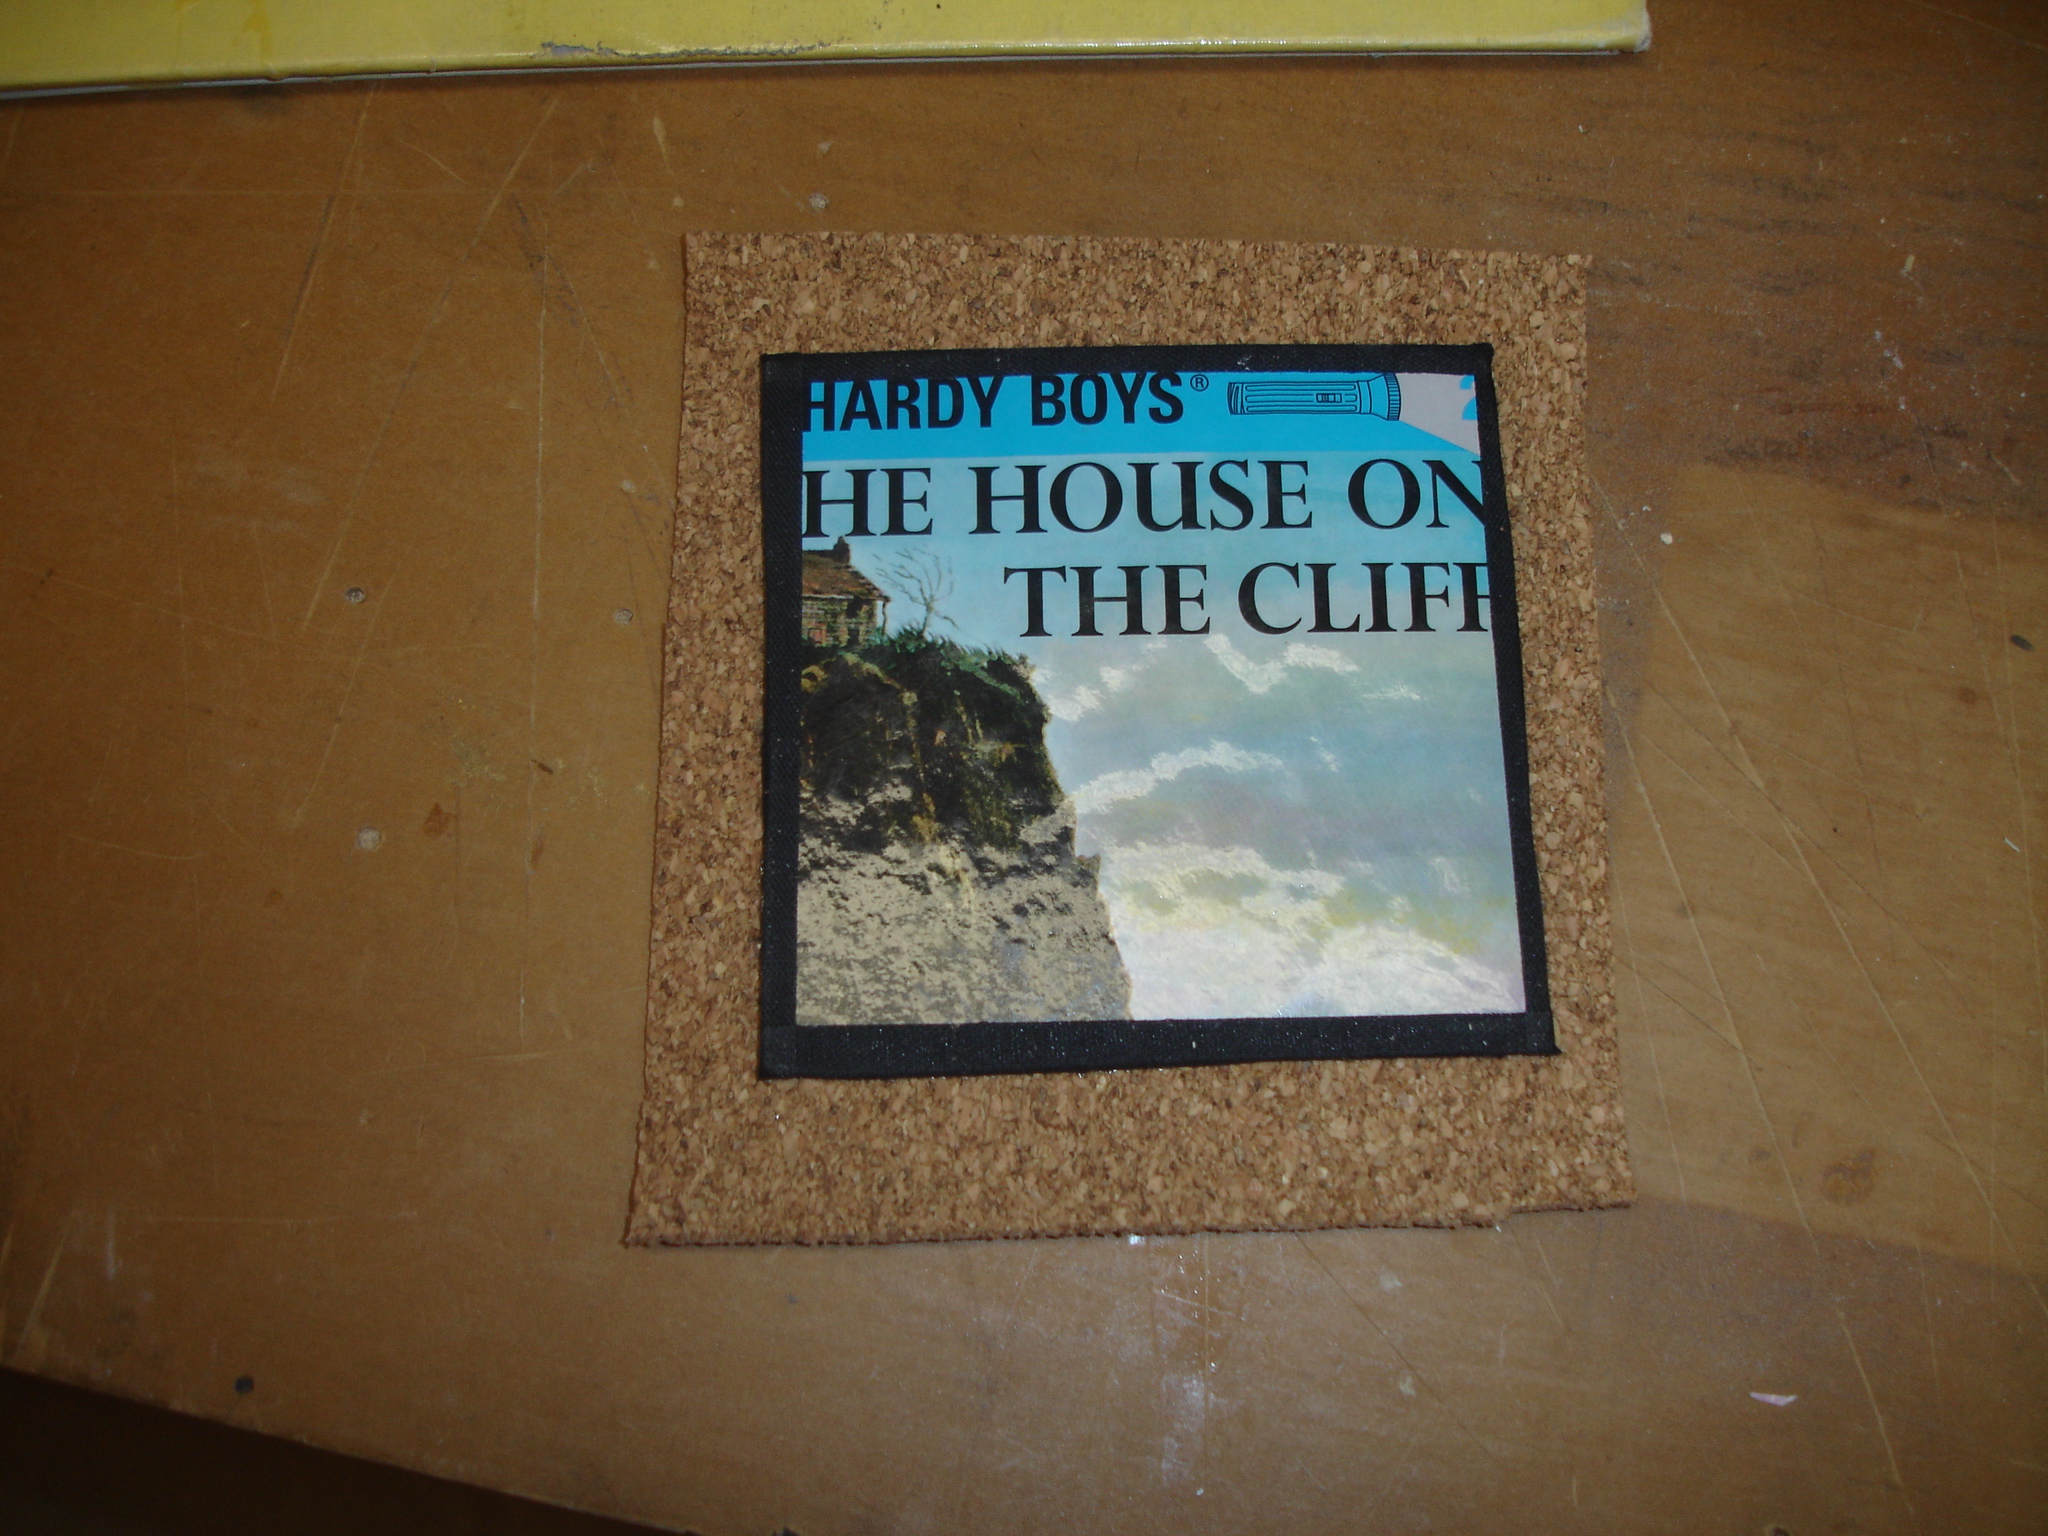 HARDY BOYS®
HE HOUSE ON
THE CLIFF